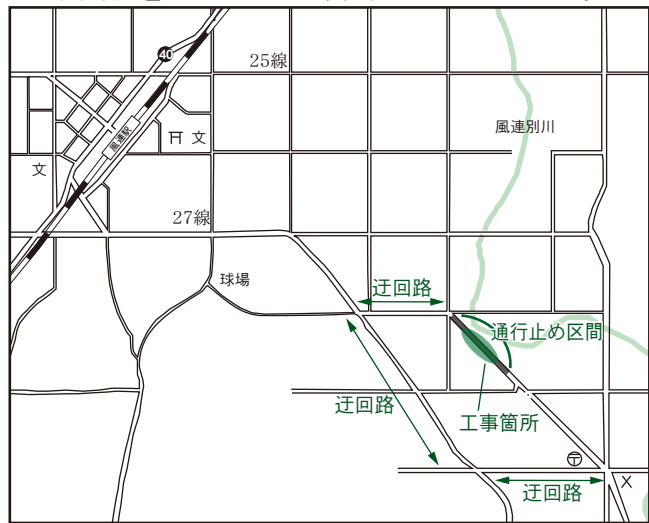 40
25線
風連別川
風連駅
文
文
27線
球場
迂回路
通行止め区間
迂回路
工事箇所
迂回路